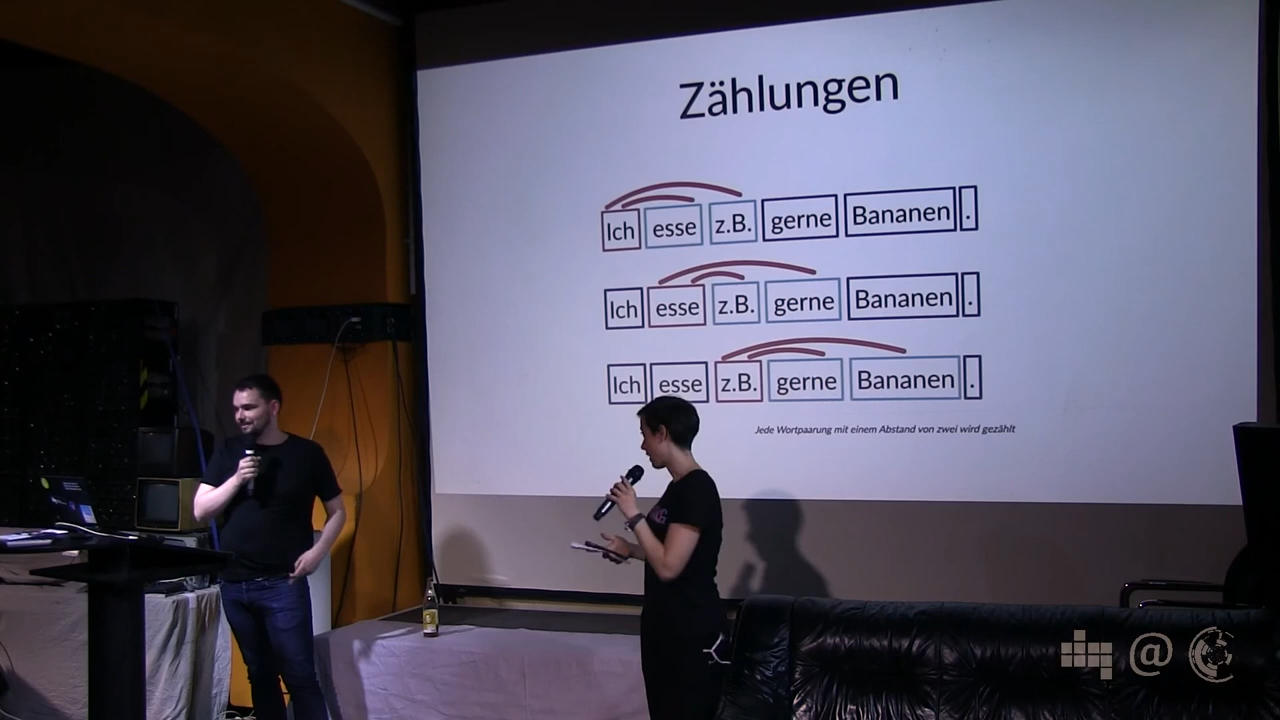 Zählungen
Ich esse z.B. gerne Bananen .
Ich esse z.B. gerne Bananen .
Ich esse z.B. gerne Bananen .
Jede Wortpaarung mit einem Abstand von zwei wird gezählt
@